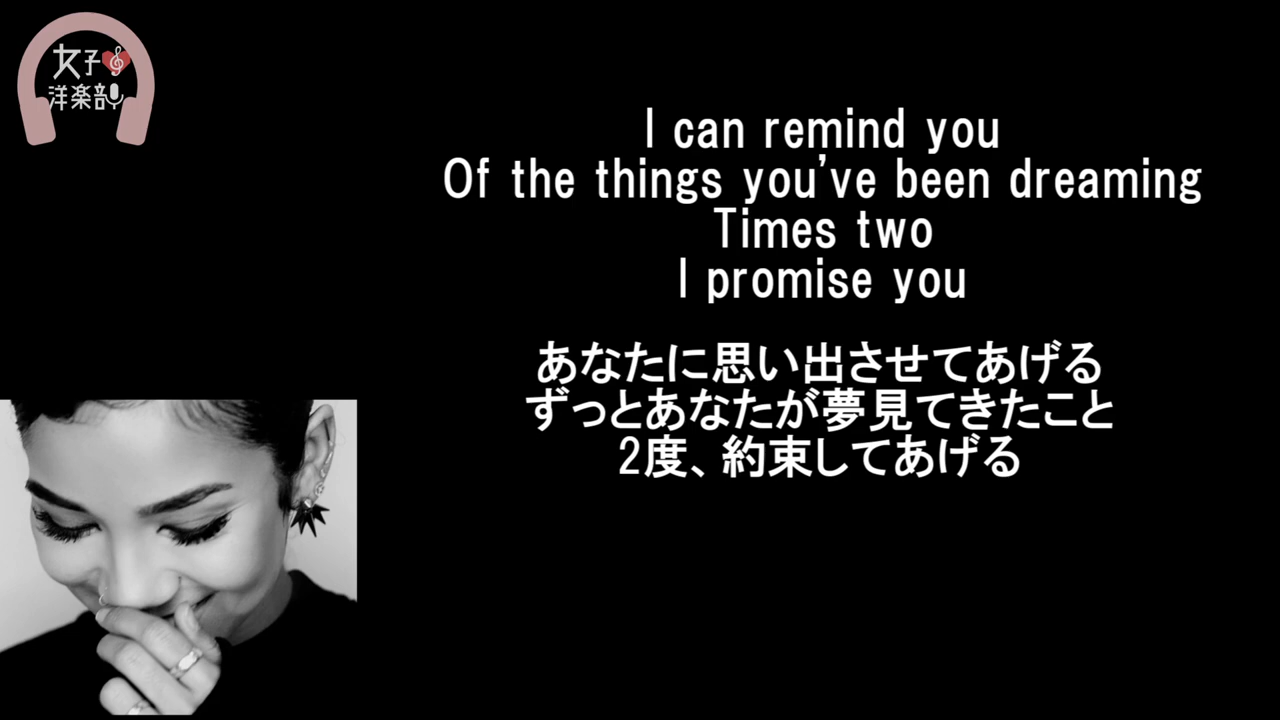 女子
洋楽部
I can remind you
Of the things you've been dreaming
Times two
I promise you
あなたに思い出させてあげる
ずっとあなたが夢見てきたこと
2度、約束してあげる